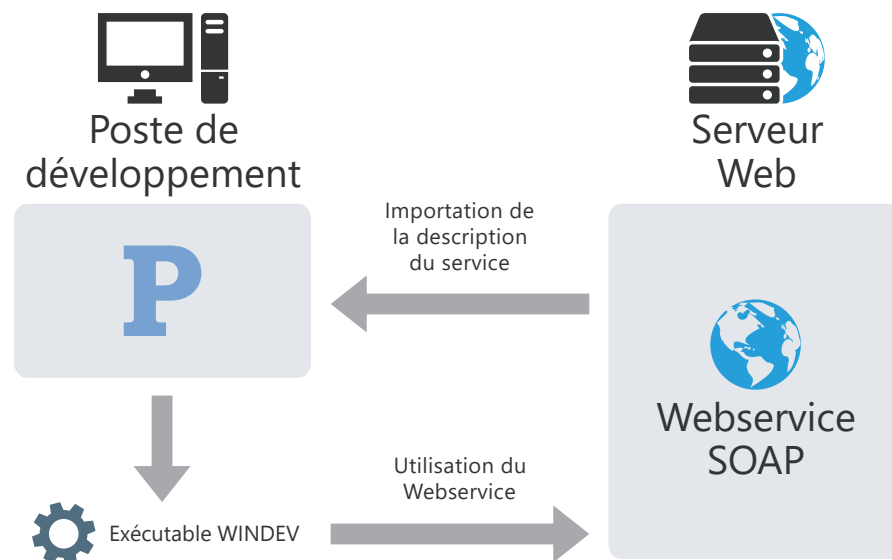 Poste de
développement
Serveur
Web
Importation de
la description
du service
P
Webservice
SOAP
Utilisation du
Webservice
Exécutable WINDEV